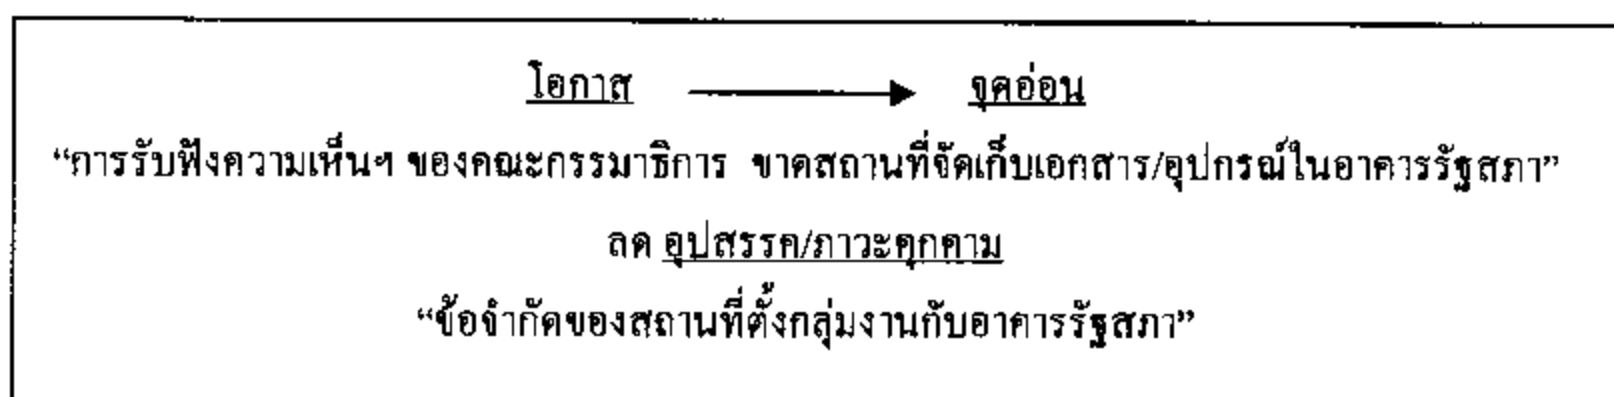 โอกาส → จุดอ่อน
“การรับฟังความเห็นฯ ของคณะกรรมาธิการ ขาดสถานที่จัดเก็บเอกสาร/อุปกรณ์ในอาคารรัฐสภา”
ลด อุปสรรค/ภาวะคุกคาม
“ข้อจำกัดของสถานที่ตั้งกลุ่มงานกับอาคารรัฐสภา”